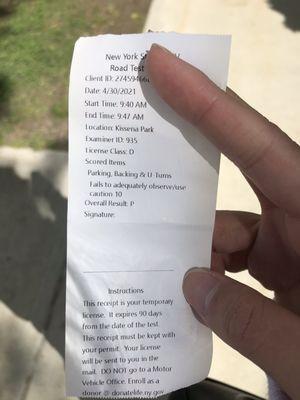 New York S
Road Test
Client ID: 2745946
Date: 4/30/2021
Start Time: 9:40 AM
End Time: 9:47 AM
Location: Kissena Park
Examiner ID: 935
License Class: D
Scored Items
Parking, Backing & U Turns
Fails to adequately observe/use
caution 10
Overall Result: P
Signature:
Instructions
This receipt is your temporary
license. It expires 90 days
from the date of the test.
This receipt must be kept with
your permit. Your license
will be sent to you in the
mail. DO NOT go to a Motor
Vehicle Office. Enroll as a
donor @ donatelife.ny.gov